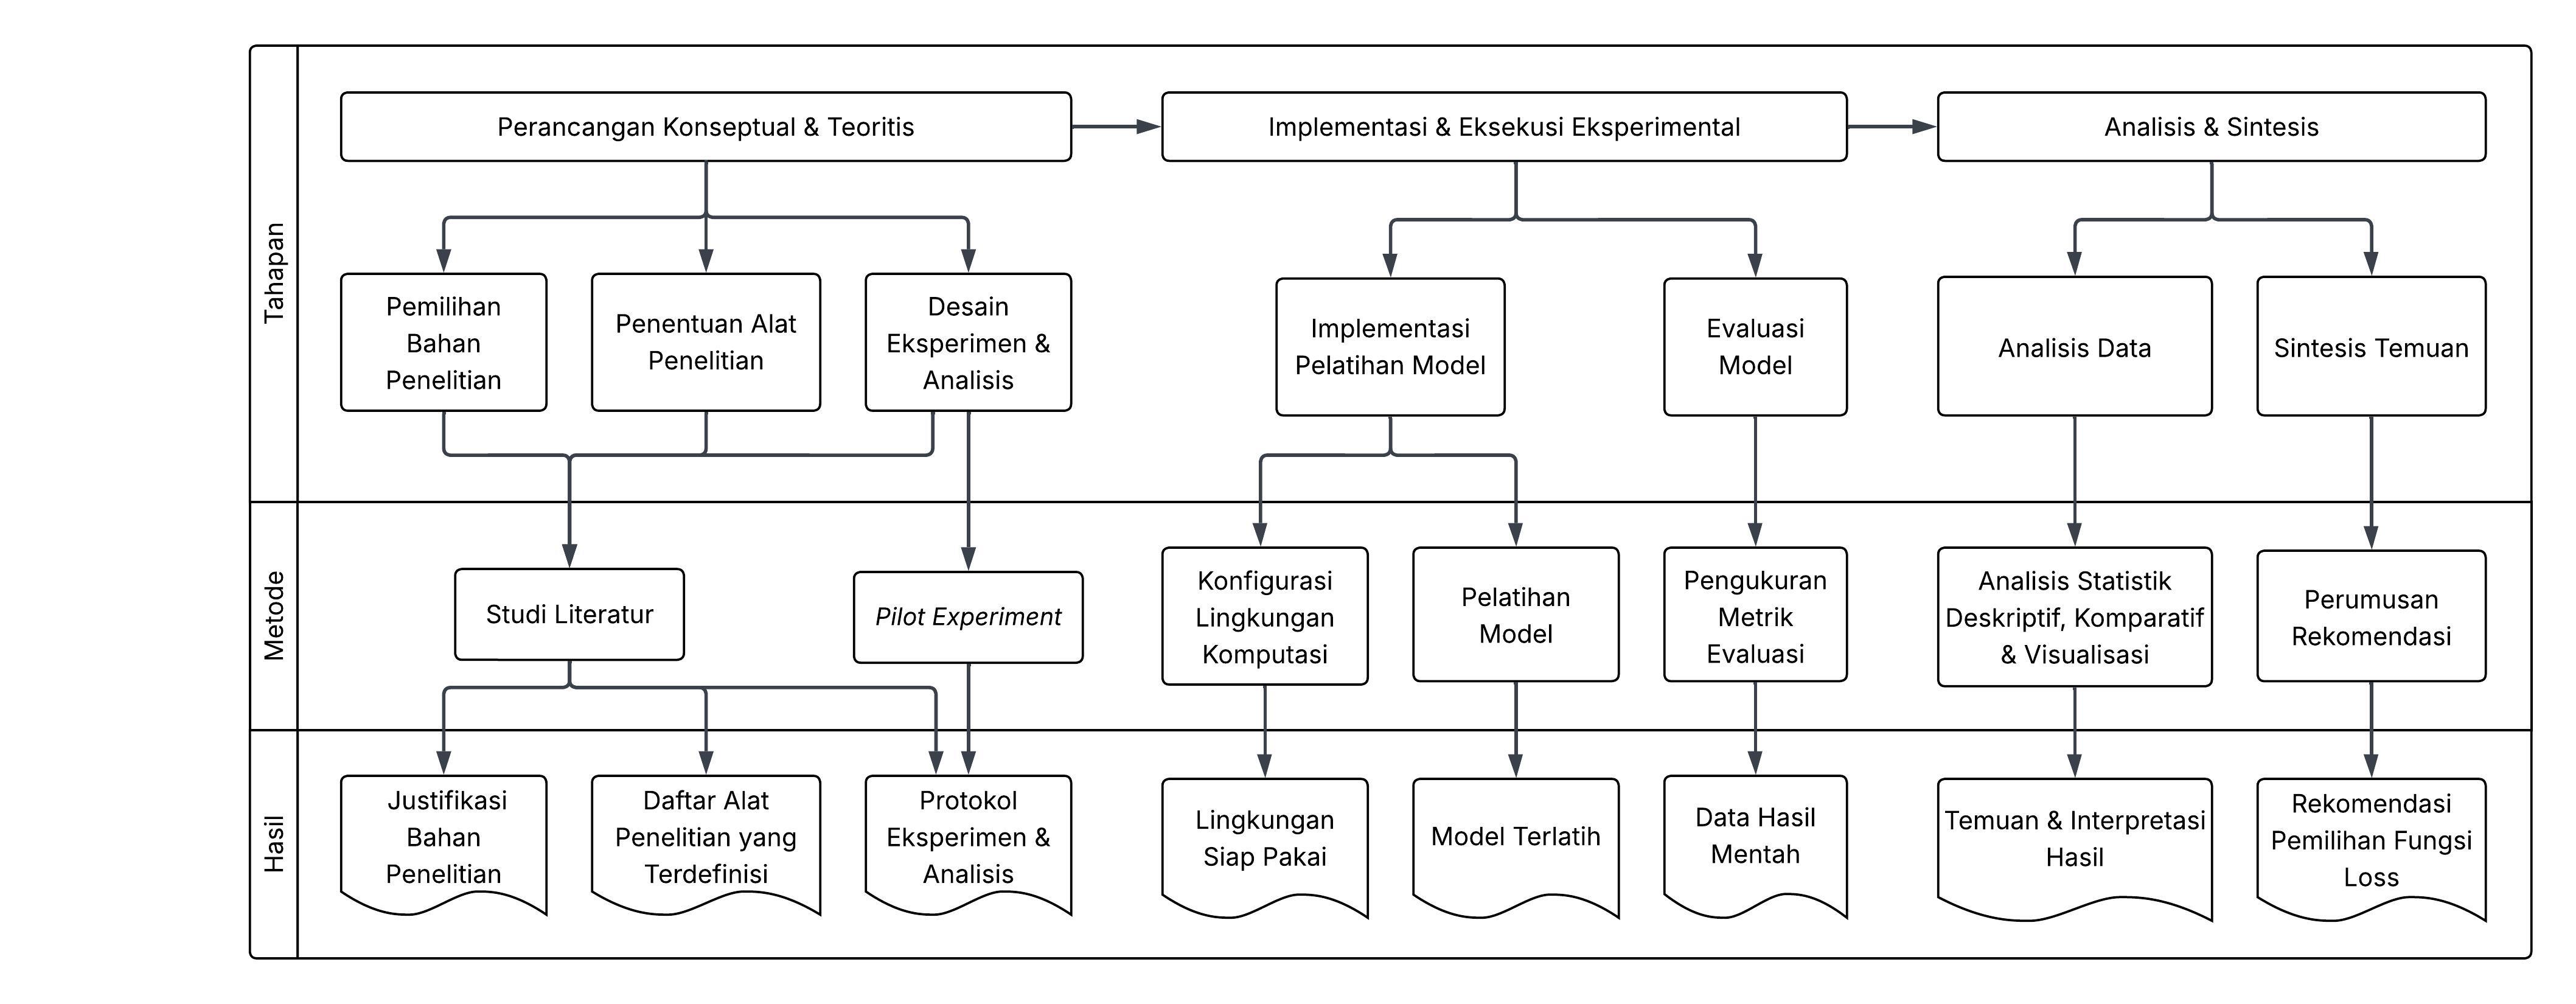 Tahapan
Perancangan Konseptual & Teoritis
Implementasi & Eksekusi Eksperimental
Analisis & Sintesis
Pemilihan
Bahan
Penelitian
Penentuan Alat
Penelitian
Desain
Eksperimen &
Analisis
Implementasi
Pelatihan Model
Evaluasi
Model
Analisis Data
Sintesis Temuan
Metode
Studi Literatur
Pilot Experiment
Konfigurasi
Lingkungan
Komputasi
Pelatihan
Model
Pengukuran
Metrik
Evaluasi
Analisis Statistik
Deskriptif, Komparatif
& Visualisasi
Perumusan
Rekomendasi
Hasil
Justifikasi
Bahan
Penelitian
Daftar Alat
Penelitian yang
Terdefinisi
Protokol
Eksperimen &
Analisis
Lingkungan
Siap Pakai
Model Terlatih
Data Hasil
Mentah
Temuan & Interpretasi
Hasil
Rekomendasi
Pemilihan Fungsi
Loss